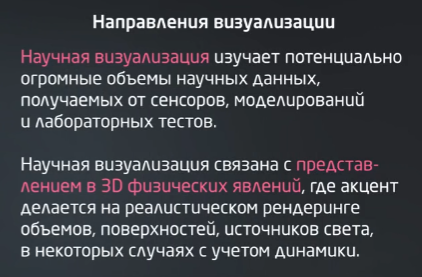 Направления визуализации
Научная визуализация изучает потенциально
огромные объемы научных данных,
получаемых от сенсоров, моделирований
и лабораторных тестов.
Научная визуализация связана с представ-
лением в 3D физических явлений, где акцент
делается на реалистическом рендеринге
объемов, поверхностей, источников света,
в некоторых случаях с учетом динамики.